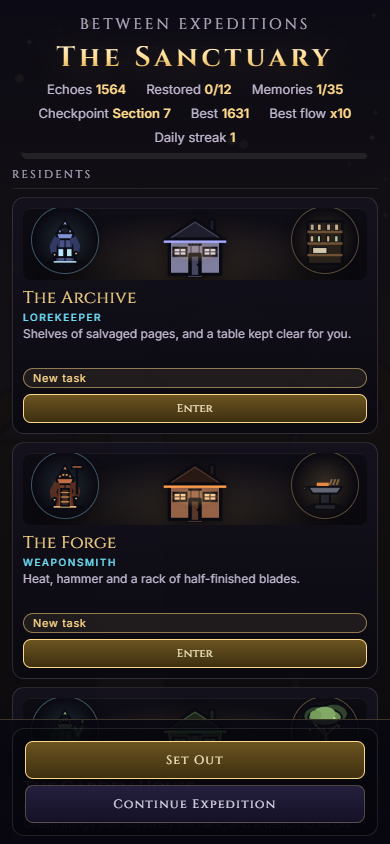 BETWEEN EXPEDITIONS
THE SANCTUARY
Echoes 1564 Restored 0/12 Memories 1/35
Checkpoint Section 7 Best 1631 Best flow x10
Daily streak 1
RESIDENTS
THE ARCHIVE
LOREKEEPER
Shelves of salvaged pages, and a table kept clear for you.
New task
ENTER
THE FORGE
WEAPONSMITH
Heat, hammer and a rack of half-finished blades.
New task
ENTER
SET OUT
CONTINUE EXPEDITION